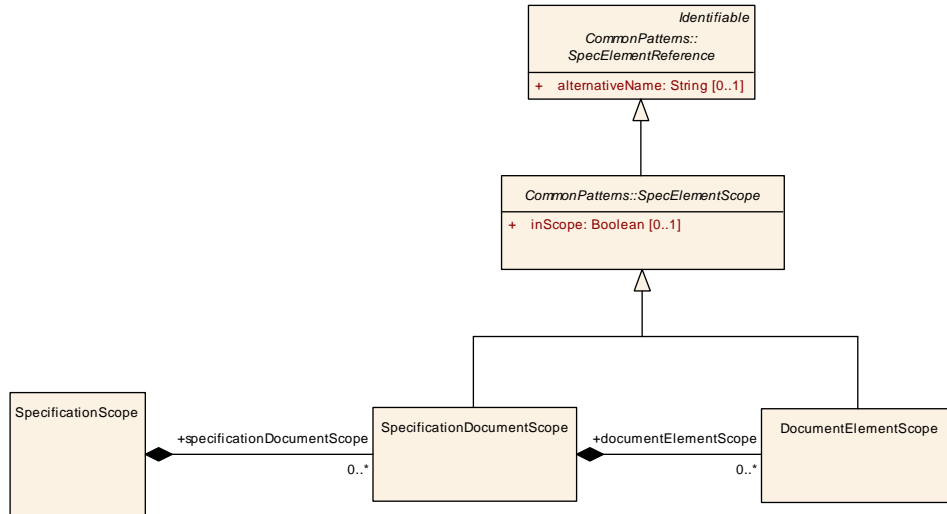 Identifiable
CommonPatterns::
SpecElementReference
+ alternativeName: String [0..1]
CommonPatterns::SpecElementScope
+ inScope: Boolean [0..1]
SpecificationScope
+specificationDocumentScope
0..*
SpecificationDocumentScope
+documentElementScope
0..*
DocumentElementScope